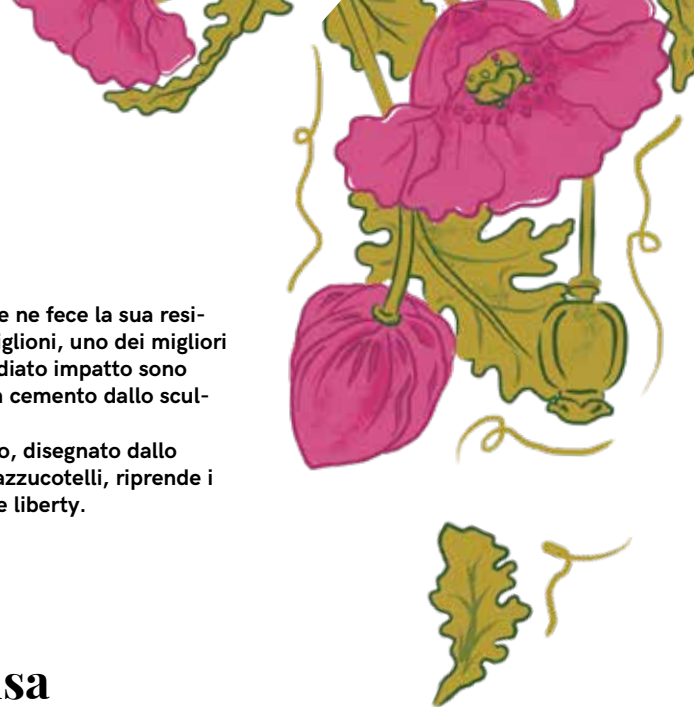 e ne fece la sua resi-
iglioni, uno dei migliori
diato impatto sono
cemento dallo scul-
o, disegnato dallo
azzucotelli, riprende i
e liberty.
sa